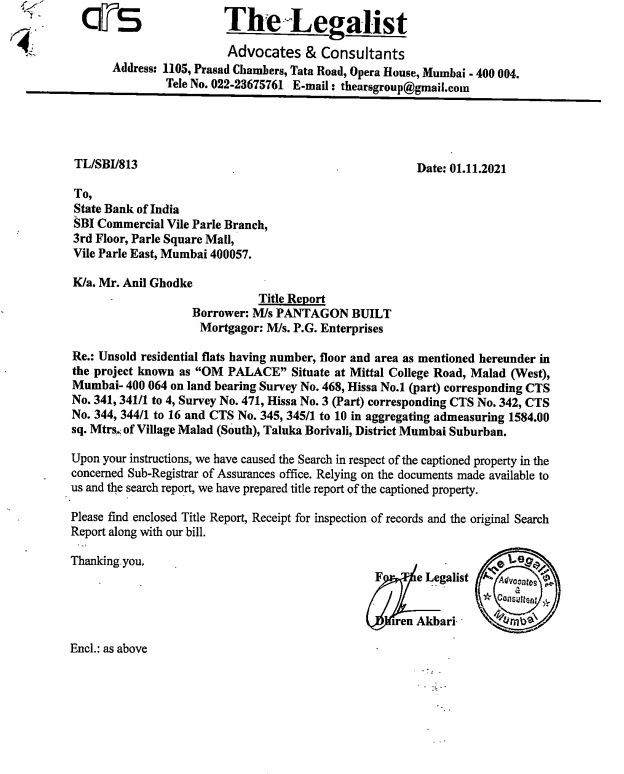 ars The Legalist
Advocates & Consultants
Address: 1105, Prasad Chambers, Tata Road, Opera House, Mumbai - 400 004.
Tele No. 022-23675761 E-mail : thearsgroup@gmail.com
TL/SBI/813
Date: 01.11.2021
To,
State Bank of India
SBI Commercial Vile Parle Branch,
3rd Floor, Parle Square Mall,
Vile Parle East, Mumbai 400057.
K/a. Mr. Anil Ghodke
Title Report
Borrower: M/s PANTAGON BUILT
Mortgagor: M/s. P.G. Enterprises
Re.: Unsold residential flats having number, floor and area as mentioned hereunder in
the project known as "OM PALACE" Situate at Mittal College Road, Malad (West),
Mumbai- 400 064 on land bearing Survey No. 468, Hissa No.1 (part) corresponding CTS
No. 341, 341/1 to 4, Survey No. 471, Hissa No. 3 (Part) corresponding CTS No. 342, CTS
No. 344, 344/1 to 16 and CTS No. 345, 345/1 to 10 in aggregating admeasuring 1584.00
sq. Mtrs. of Village Malad (South), Taluka Borivali, District Mumbai Suburban.
Upon your instructions, we have caused the Search in respect of the captioned property in the
concerned Sub-Registrar of Assurances office. Relying on the documents made available to
us and the search report, we have prepared title report of the captioned property.
Please find enclosed Title Report, Receipt for inspection of records and the original Search
Report along with our bill.
Thanking you,
For, The Legalist
Dhiren Akbari
The Legalist
Advocates
&
Consultent
Mumbai
Encl.: as above